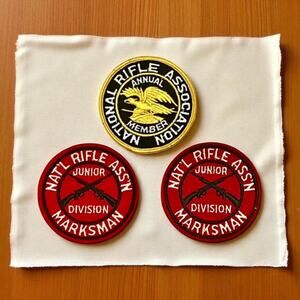 NATIONAL RIFLE ASSOCIATION
ANNUAL
MEMBER
NAT'L RIFLE ASS'N
JUNIOR
DIVISION
MARKSMAN
NAT'L RIFLE ASS'N
JUNIOR
DIVISION
MARKSMAN